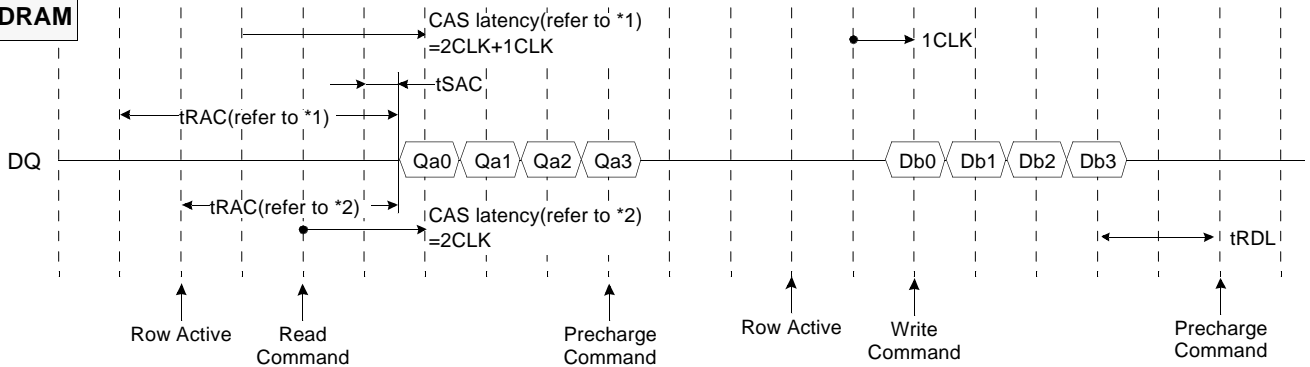 DRAM
CAS latency(refer to *1)
=2CLK+1CLK
1CLK
tSAC
tRAC(refer to *1)
DQ
Qa0 Qa1 Qa2 Qa3 Db0 Db1 Db2 Db3
tRAC(refer to *2)
CAS latency(refer to *2)
=2CLK
tRDL
Row Active
Read
Command
Precharge
Command
Row Active
Write
Command
Precharge
Command